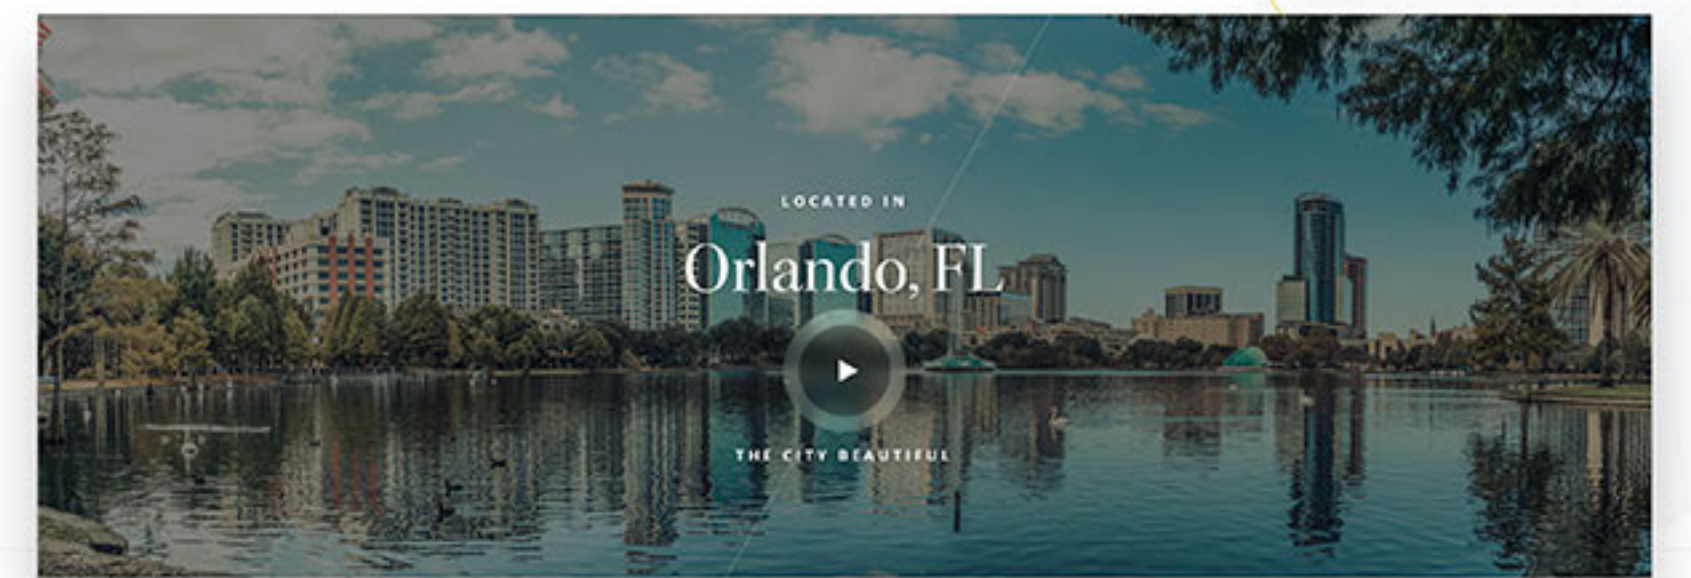 LOCATED IN
Orlando, FL
THE CITY BEAUTIFUL